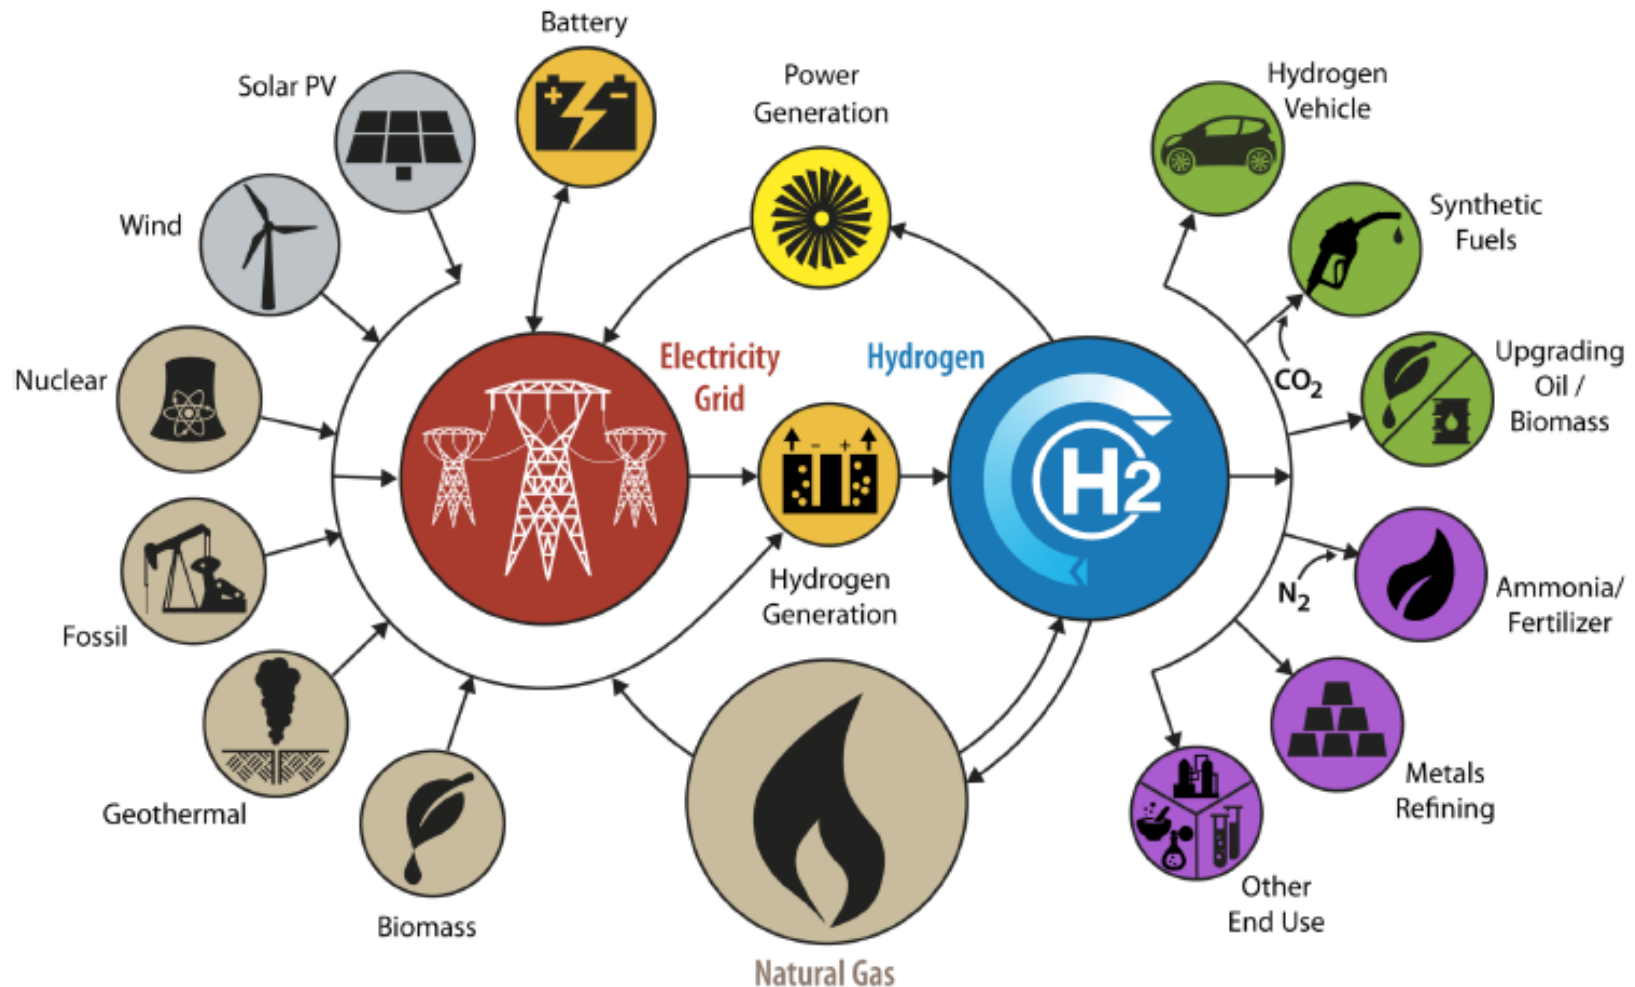 Battery
Solar PV
Power
Generation
Hydrogen
Vehicle
Wind
Synthetic
Fuels
Nuclear
Electricity
Grid
Hydrogen
CO2
Upgrading
Oil /
Biomass
- +
H2
Hydrogen
Generation
N2
Ammonia/
Fertilizer
Fossil
Geothermal
Metals
Refining
Biomass
Other
End Use
Natural Gas